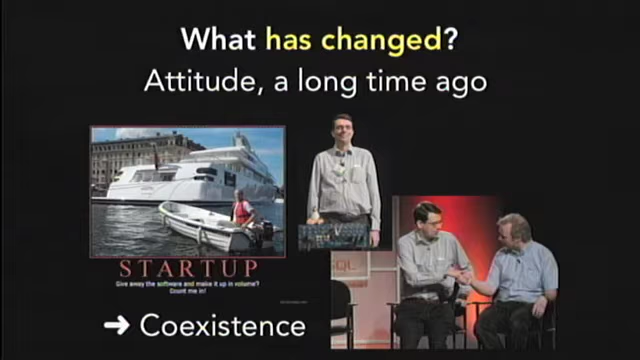 What has changed?
Attitude, a long time ago
STARTUP
Give away the software and make it up in volume?
Count me in!
SQL
➔ Coexistence